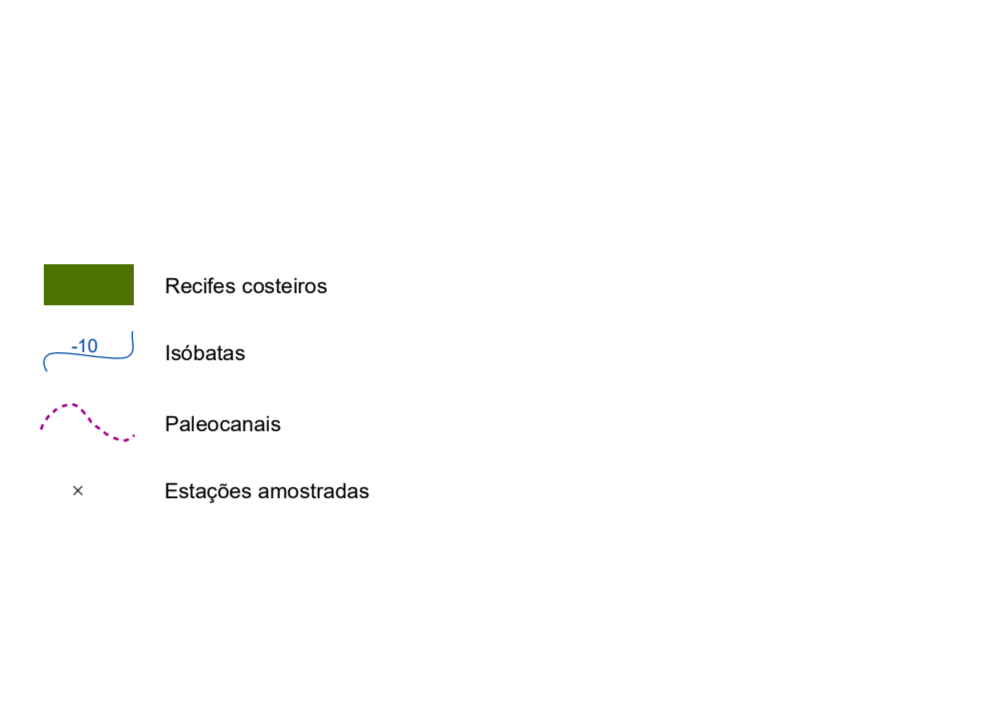 Recifes costeiros
-10
Isóbatas
Paleocanais
Estações amostradas